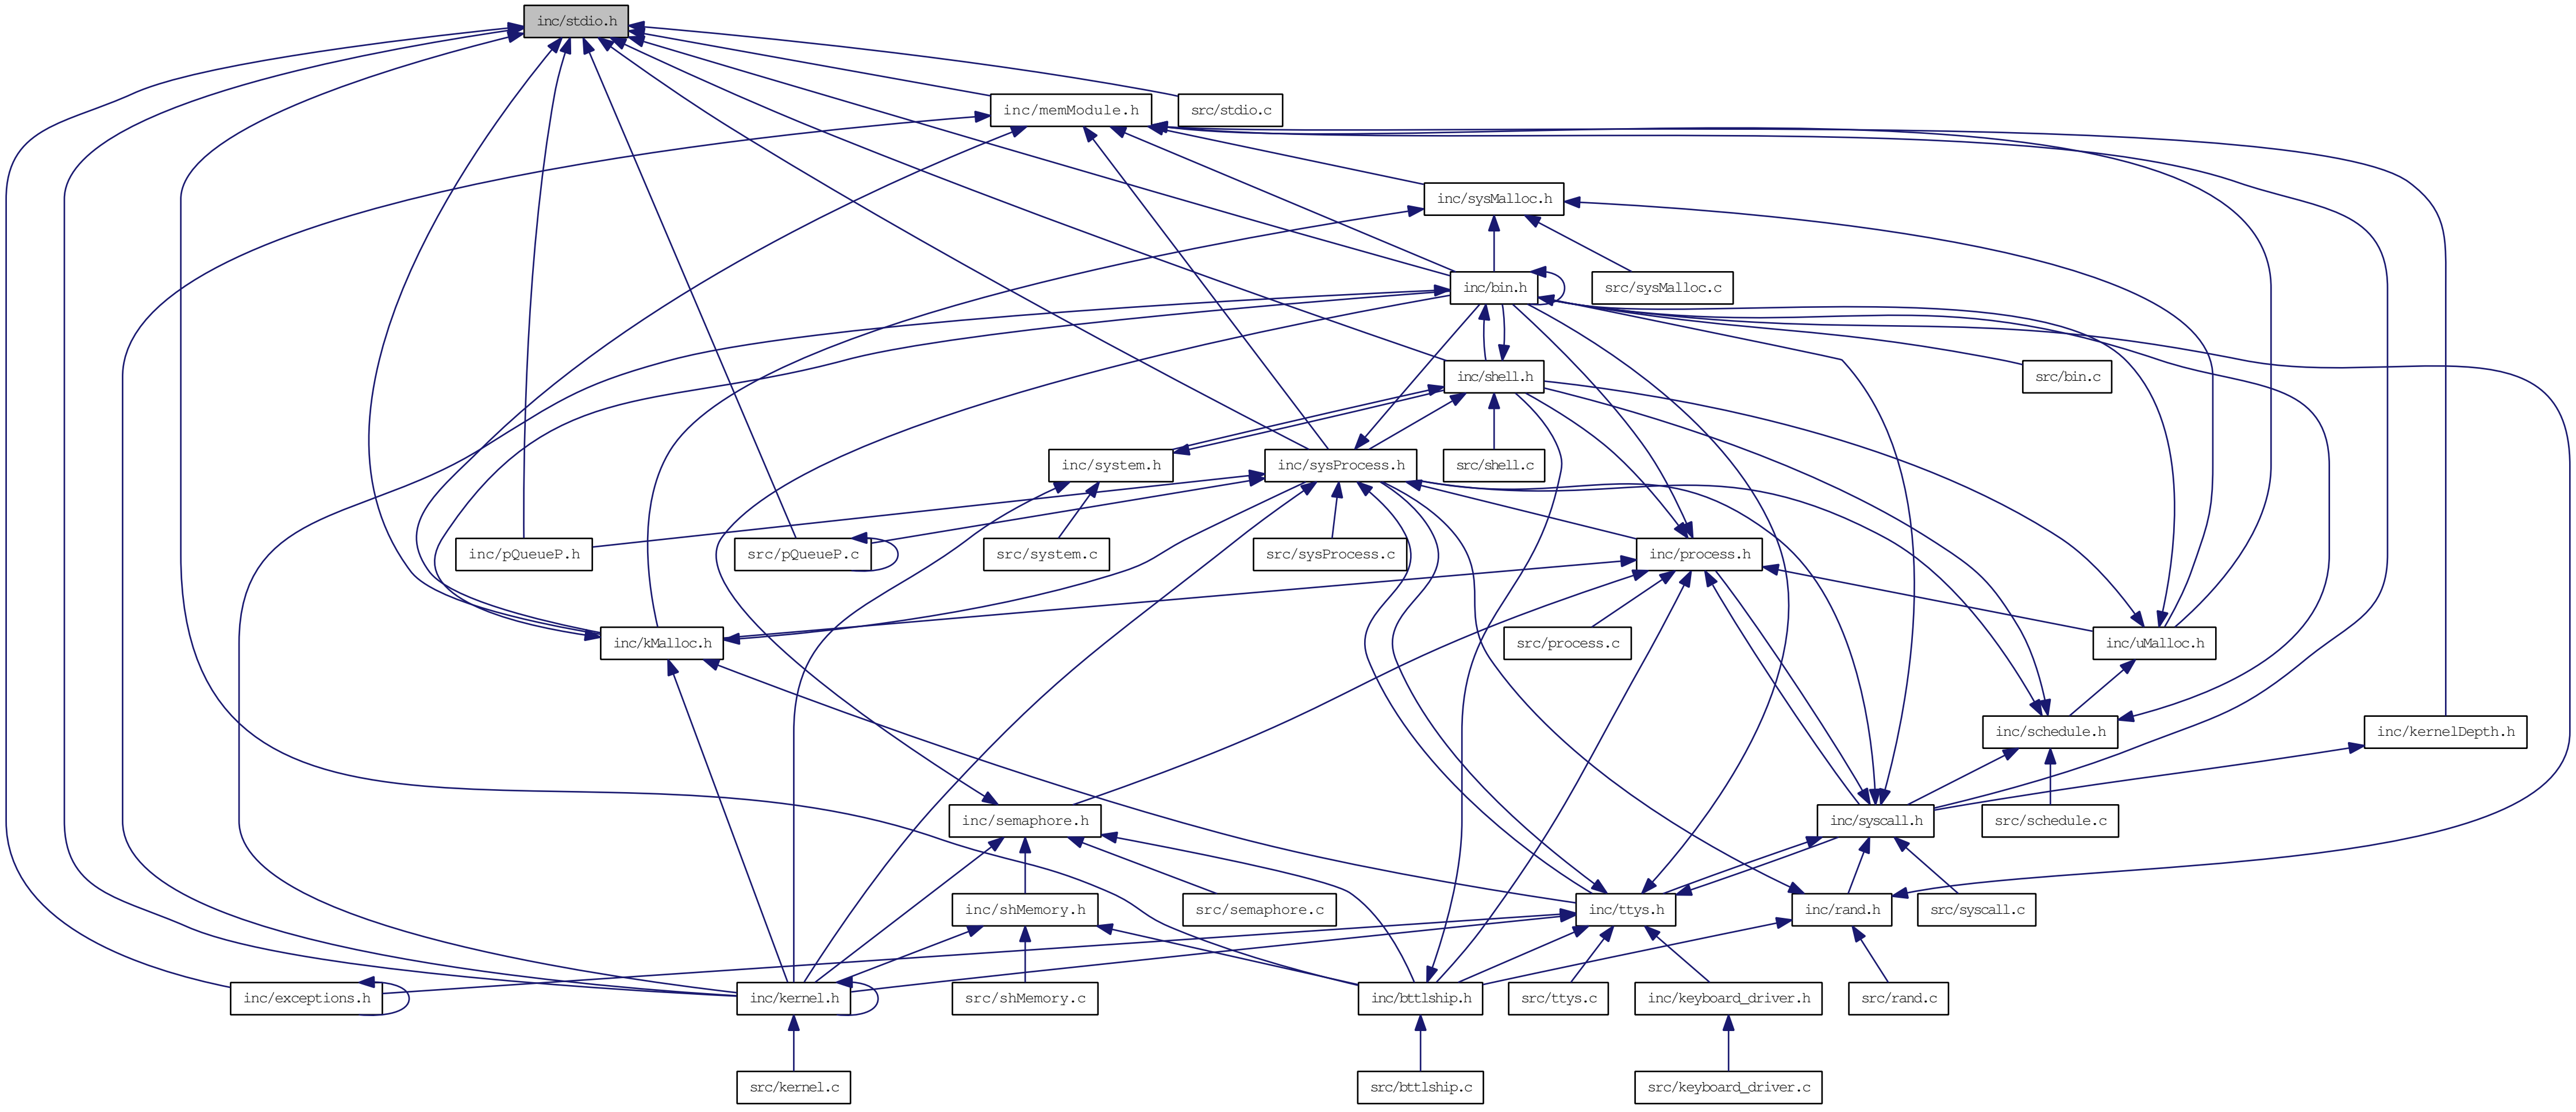 inc/stdio.h
inc/memModule.h
src/stdio.c
inc/sysMalloc.h
inc/bin.h
src/sysMalloc.c
inc/shell.h
src/bin.c
inc/system.h
inc/sysProcess.h
src/shell.c
inc/pQueueP.h
src/pQueueP.c
src/system.c
src/sysProcess.c
inc/process.h
inc/kMalloc.h
src/process.c
inc/uMalloc.h
inc/schedule.h
inc/kernelDepth.h
inc/semaphore.h
inc/syscall.h
src/schedule.c
inc/shMemory.h
src/semaphore.c
inc/ttys.h
inc/rand.h
src/syscall.c
inc/exceptions.h
inc/kernel.h
src/shMemory.c
inc/bttlship.h
src/ttys.c
inc/keyboard_driver.h
src/rand.c
src/kernel.c
src/bttlship.c
src/keyboard_driver.c